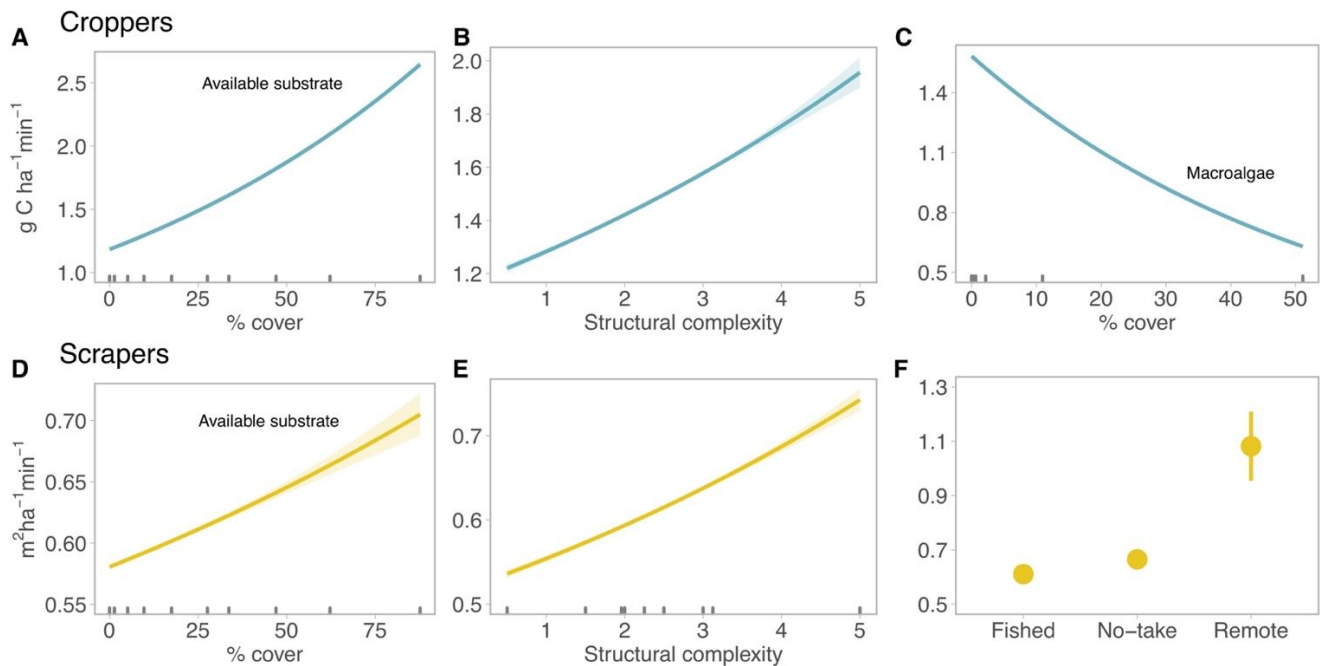 Croppers
A
B
C
Available substrate
Macroalgae
g C ha⁻¹min⁻¹
2.5
2.0
1.5
1.0
0 25 50 75
% cover
2.0
1.8
1.6
1.4
1.2
1 2 3 4 5
Structural complexity
1.4
1.1
0.8
0.5
0 10 20 30 40 50
% cover
Scrapers
D
E
F
Available substrate
m²ha⁻¹min⁻¹
0.70
0.65
0.60
0.55
0 25 50 75
% cover
0.7
0.6
0.5
1 2 3 4 5
Structural complexity
1.3
1.1
0.9
0.7
0.5
Fished No−take Remote